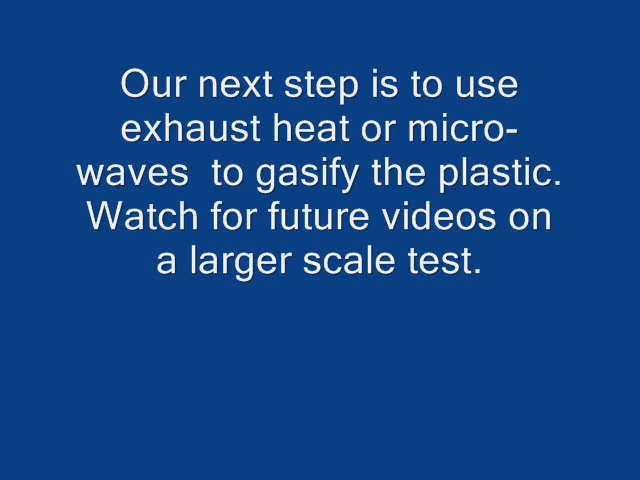 Our next step is to use
exhaust heat or micro-
waves  to gasify the plastic.
Watch for future videos on
a larger scale test.